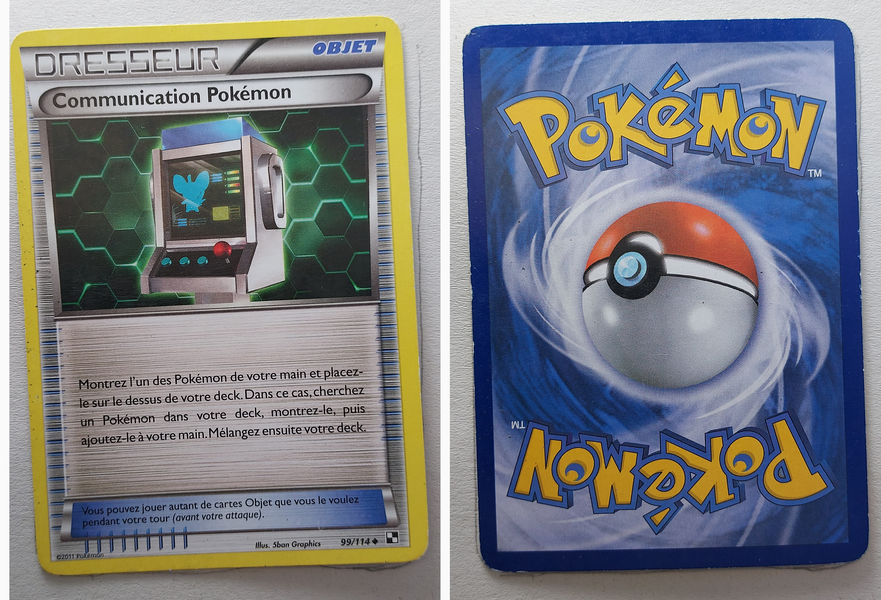 DRESSEUR
OBJET
Communication Pokémon
Montrez l'un des Pokémon de votre main et placez-
le sur le dessus de votre deck. Dans ce cas, cherchez
un Pokémon dans votre deck, montrez-le, puis
ajoutez-le à votre main. Mélangez ensuite votre deck.
Vous pouvez jouer autant de cartes Objet que vous le voulez
pendant votre tour (avant votre attaque).
©2011 Pokémon
Illus. 5ban Graphics
99/114
POKéMON
TM
POKéMON
TM